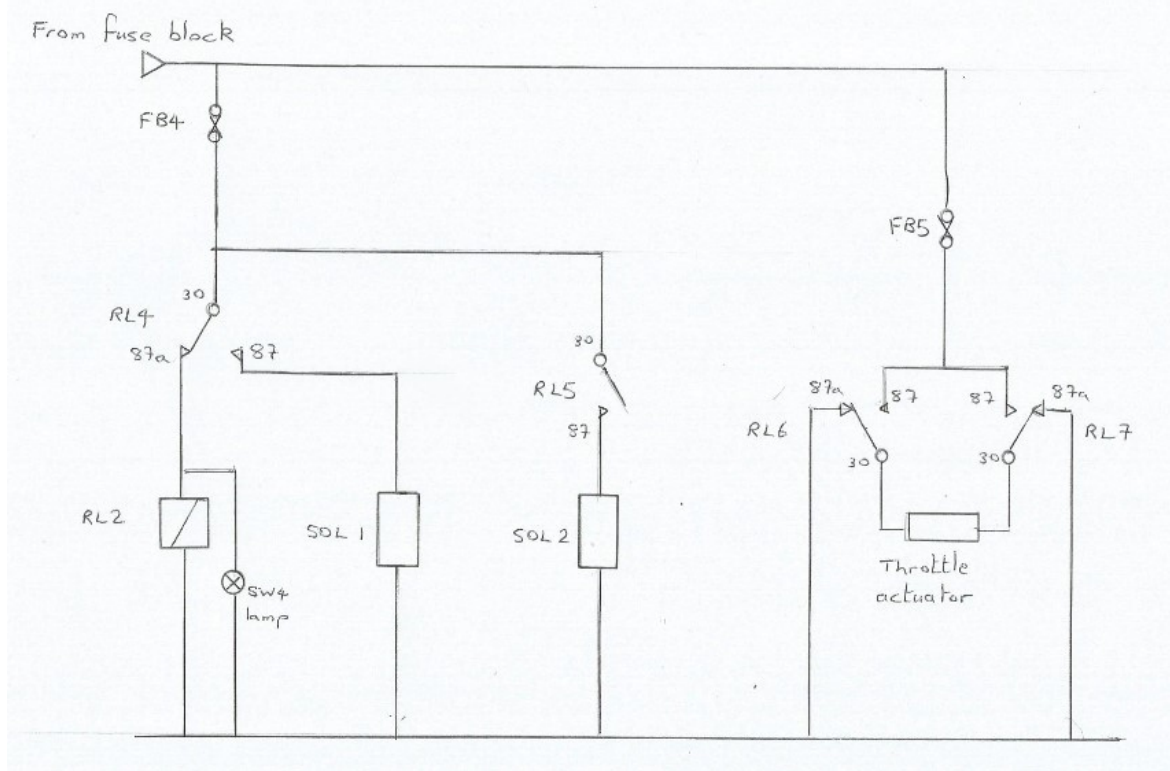 From fuse block
FB4
FB5
30
RL4
87a
87
30
RL5
87
87a
87
87
87a
RL6
RL7
30
30
RL2
SOL 1
SOL 2
Throttle
actuator
SW4
lamp